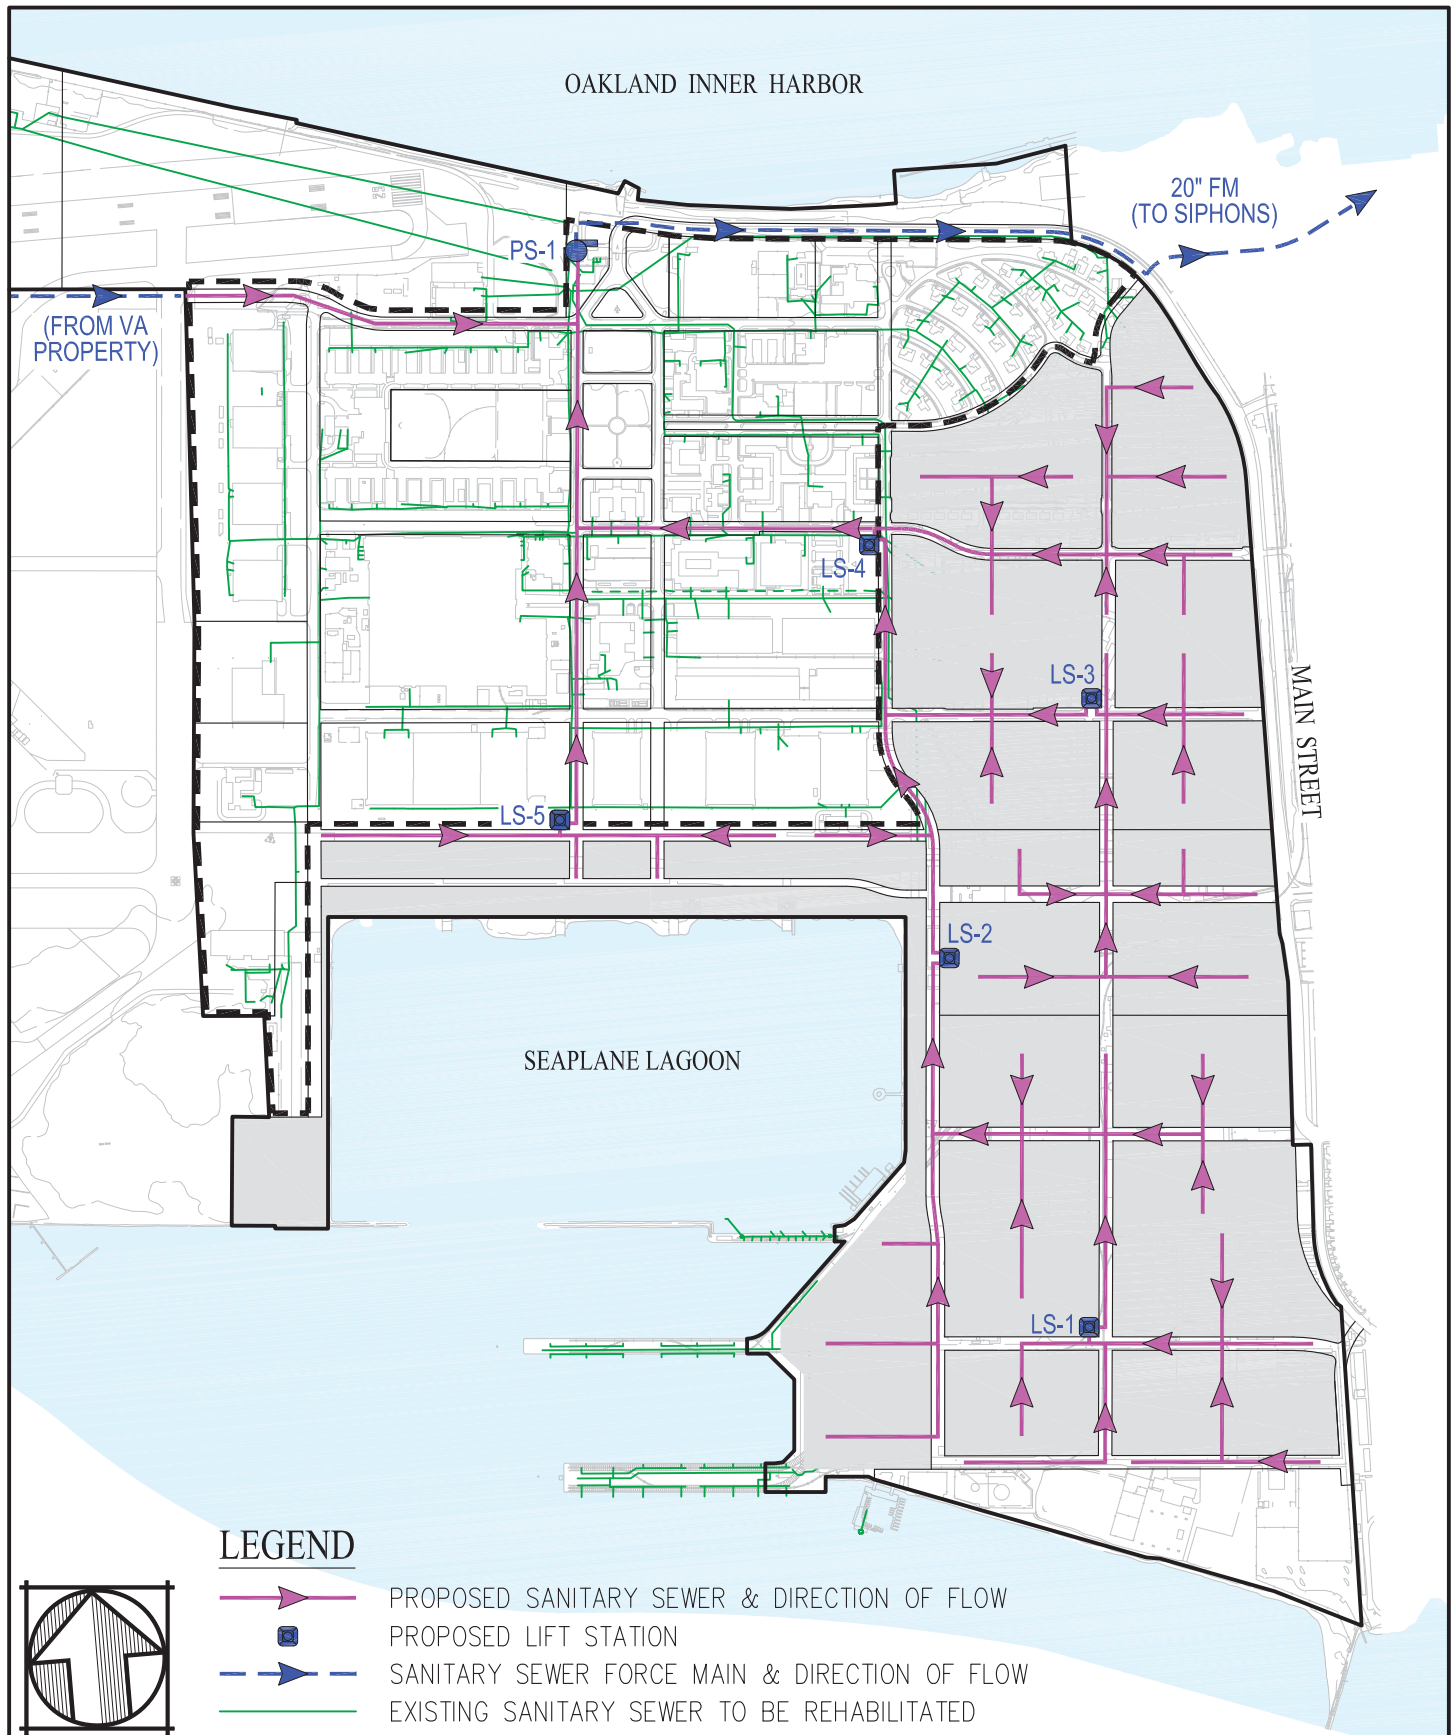 OAKLAND INNER HARBOR
20" FM
(TO SIPHONS)
PS-1
(FROM VA
PROPERTY)
LS-4
LS-3
MAIN STREET
LS-5
LS-2
SEAPLANE LAGOON
LS-1
LEGEND
PROPOSED SANITARY SEWER & DIRECTION OF FLOW
PROPOSED LIFT STATION
SANITARY SEWER FORCE MAIN & DIRECTION OF FLOW
EXISTING SANITARY SEWER TO BE REHABILITATED